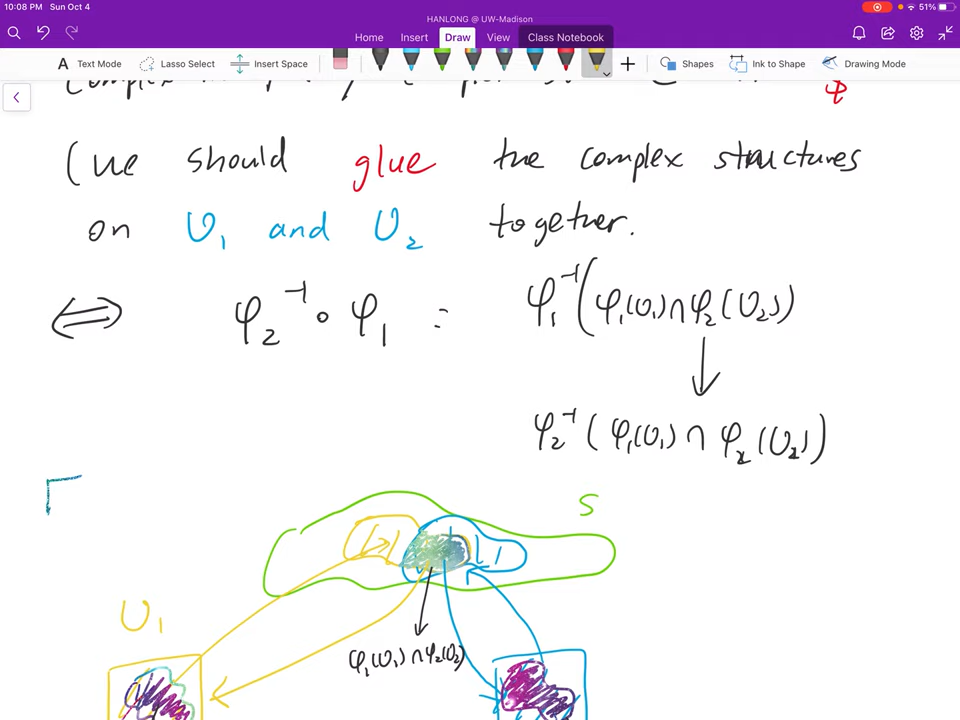 10:08 PM Sun Oct 4
51%
HANLONG @ UW-Madison
Home Insert Draw View Class Notebook
Text Mode Lasso Select Insert Space Shapes Ink to Shape Drawing Mode
φ
(we should glue the complex structures
on U₁ and U₂ together.
⟺ φ₂⁻¹ ∘ φ₁ : φ₁⁻¹(φ₁(U₁)∩φ₂(U₂))
↓
φ₂⁻¹(φ₁(U₁)∩φ₂(U₂))
S
U₁
φ₁(U₁)∩φ₂(U₂)